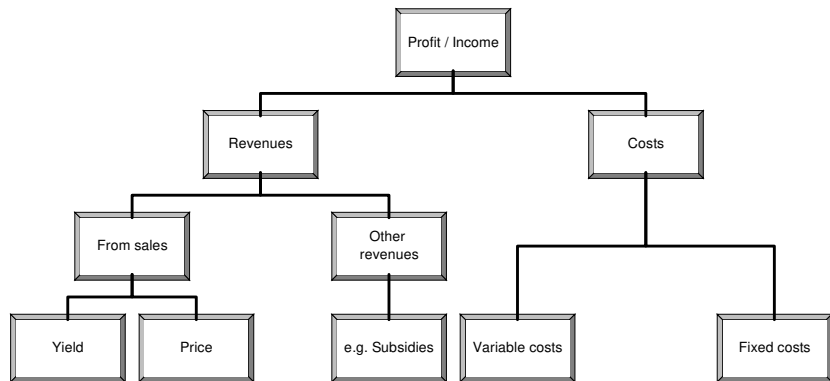 Profit / Income
Revenues
Costs
From sales
Other
revenues
Yield
Price
e.g. Subsidies
Variable costs
Fixed costs